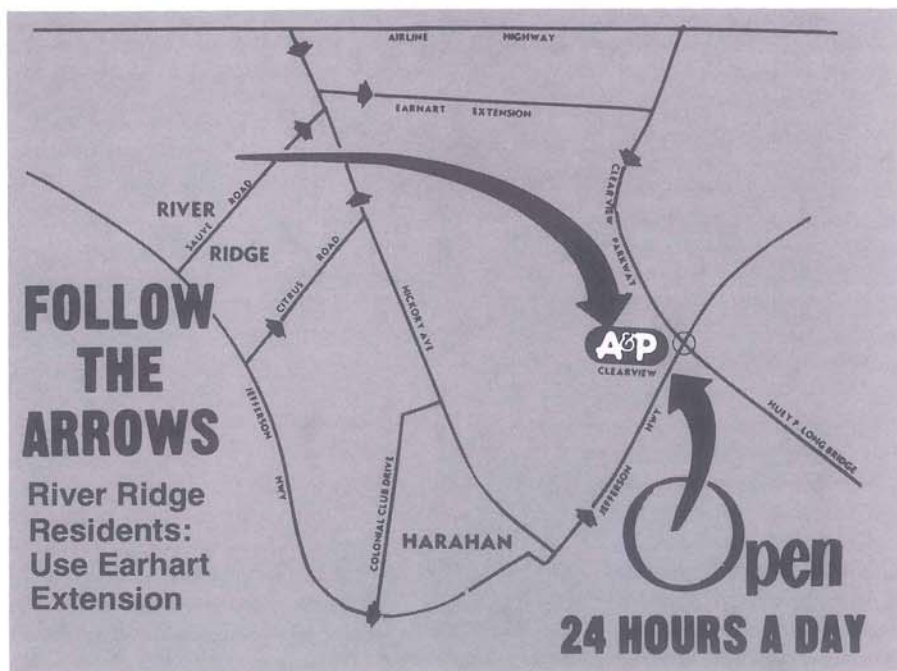 AIRLINE HIGHWAY
EARHART EXTENSION
CLEARVIEW PARKWAY
SAUVE ROAD
RIVER
RIDGE
CITRUS ROAD
HICKORY AVE
FOLLOW
THE
ARROWS
A&P
CLEARVIEW
JEFFERSON HWY
HUEY P. LONG BRIDGE
JEFFERSON HWY
COLONIAL CLUB DRIVE
HARAHAN
River Ridge
Residents:
Use Earhart
Extension
Open
24 HOURS A DAY